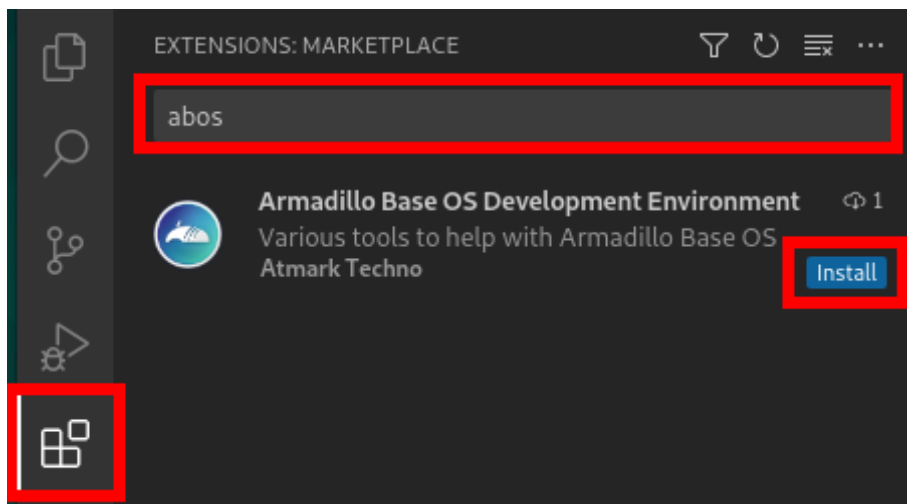 EXTENSIONS: MARKETPLACE
abos
Armadillo Base OS Development Environment 1
Various tools to help with Armadillo Base OS
Atmark Techno
Install